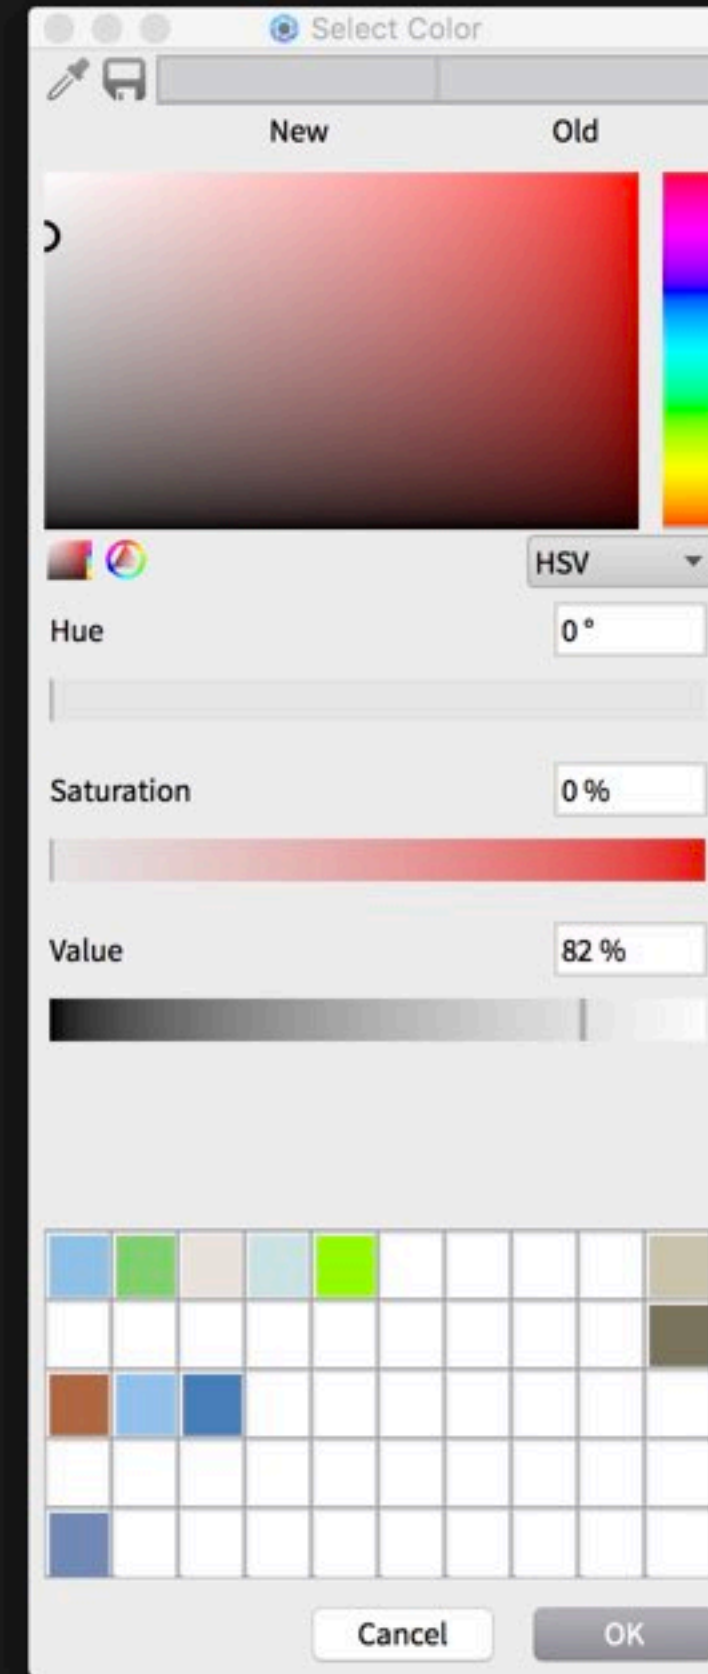 Select Color
New Old
HSV
Hue 0°
Saturation 0 %
Value 82 %
Cancel OK